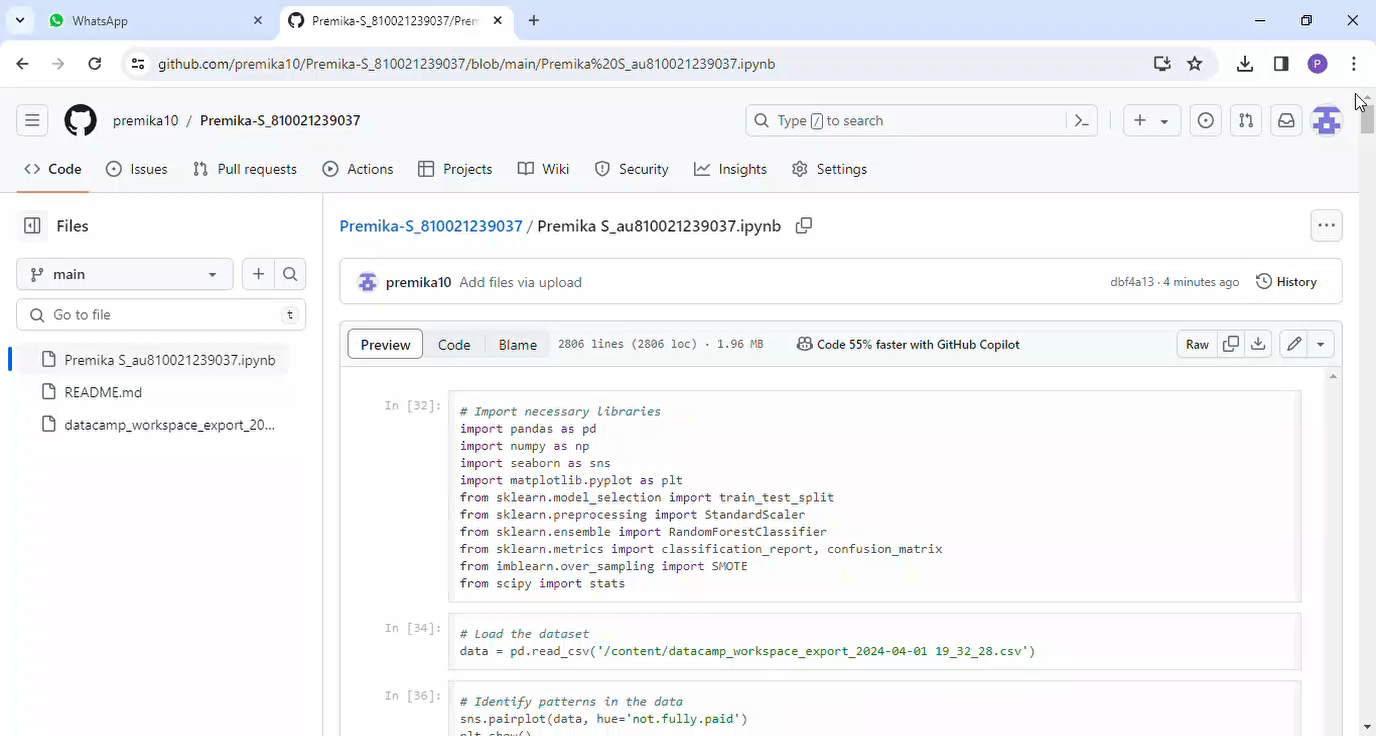 WhatsApp
Premika-S_810021239037/Prem
github.com/premika10/Premika-S_810021239037/blob/main/Premika%20S_au810021239037.ipynb
P
premika10 / Premika-S_810021239037
Type / to search
Code Issues Pull requests Actions Projects Wiki Security Insights Settings
Files
main
Go to file t
Premika S_au810021239037.ipynb
README.md
datacamp_workspace_export_20...
Premika-S_810021239037 / Premika S_au810021239037.ipynb
premika10 Add files via upload dbf4a13 · 4 minutes ago History
Preview Code Blame 2806 lines (2806 loc) · 1.96 MB Code 55% faster with GitHub Copilot Raw
In [32]:
# Import necessary libraries
import pandas as pd
import numpy as np
import seaborn as sns
import matplotlib.pyplot as plt
from sklearn.model_selection import train_test_split
from sklearn.preprocessing import StandardScaler
from sklearn.ensemble import RandomForestClassifier
from sklearn.metrics import classification_report, confusion_matrix
from imblearn.over_sampling import SMOTE
from scipy import stats
In [34]:
# Load the dataset
data = pd.read_csv('/content/datacamp_workspace_export_2024-04-01 19_32_28.csv')
In [36]:
# Identify patterns in the data
sns.pairplot(data, hue='not.fully.paid')
plt.show()